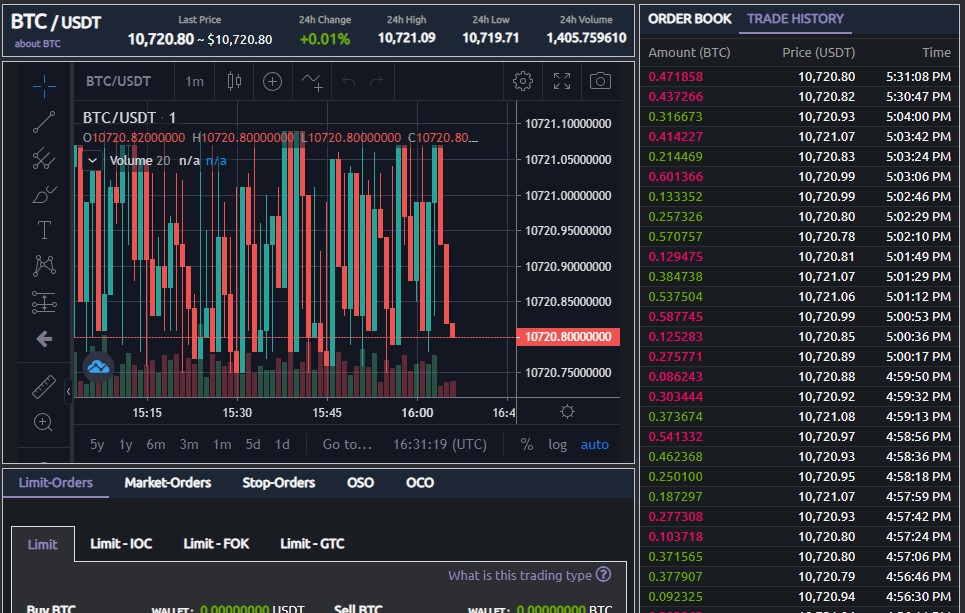 BTC / USDT
about BTC
Last Price
10,720.80 ~ $10,720.80
24h Change
+0.01%
24h High
10,721.09
24h Low
10,719.71
24h Volume
1,405.759610
BTC/USDT 1m
BTC/USDT · 1
O10720.82000000 H10720.80000000 L10720.80000000 C10720.80...
Volume 20 n/a n/a
10721.10000000
10721.05000000
10721.00000000
10720.95000000
10720.90000000
10720.85000000
10720.80000000
10720.75000000
15:15 15:30 15:45 16:00 16:4
5y 1y 6m 3m 1m 5d 1d Go to... 16:31:19 (UTC) % log auto
Limit-Orders Market-Orders Stop-Orders OSO OCO
Limit Limit - IOC Limit - FOK Limit - GTC
What is this trading type ?
Buy BTC WALLET: 0.00000000 USDT Sell BTC WALLET: 0.00000000 BTC
ORDER BOOK TRADE HISTORY
Amount (BTC) Price (USDT) Time
0.471858 10,720.80 5:31:08 PM
0.437266 10,720.82 5:30:47 PM
0.316673 10,720.93 5:04:00 PM
0.414227 10,721.07 5:03:42 PM
0.214469 10,720.83 5:03:24 PM
0.601366 10,720.99 5:03:06 PM
0.133352 10,720.99 5:02:46 PM
0.257326 10,720.80 5:02:29 PM
0.570757 10,720.78 5:02:10 PM
0.129475 10,720.81 5:01:49 PM
0.384738 10,721.07 5:01:29 PM
0.537504 10,721.06 5:01:12 PM
0.587745 10,720.99 5:00:53 PM
0.125283 10,720.85 5:00:36 PM
0.275771 10,720.89 5:00:17 PM
0.086243 10,720.88 4:59:50 PM
0.303444 10,720.92 4:59:32 PM
0.373674 10,721.08 4:59:13 PM
0.541332 10,720.97 4:58:56 PM
0.462368 10,720.93 4:58:36 PM
0.250100 10,720.95 4:58:18 PM
0.187297 10,721.07 4:57:59 PM
0.277308 10,720.93 4:57:42 PM
0.103718 10,720.80 4:57:24 PM
0.371565 10,720.80 4:57:06 PM
0.377907 10,720.79 4:56:46 PM
0.092325 10,720.94 4:56:30 PM